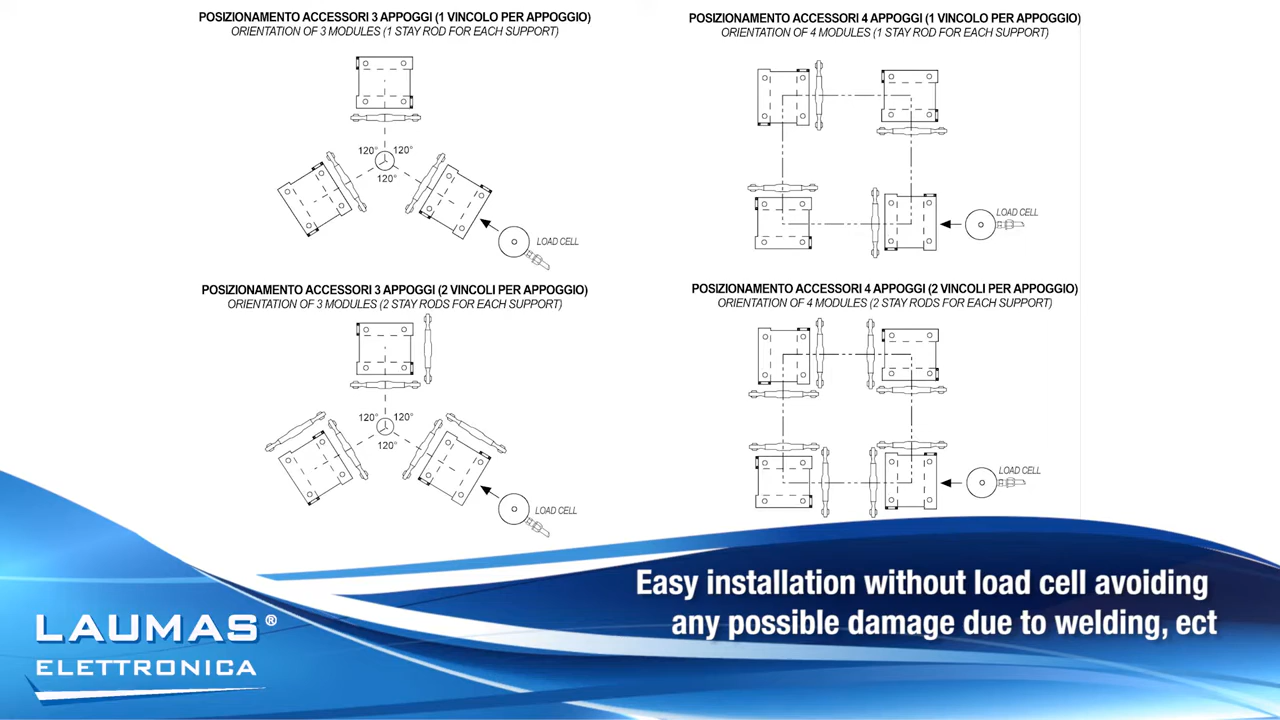 POSIZIONAMENTO ACCESSORI 3 APPOGGI (1 VINCOLO PER APPOGGIO)
ORIENTATION OF 3 MODULES (1 STAY ROD FOR EACH SUPPORT)
120° 120°
120°
LOAD CELL
POSIZIONAMENTO ACCESSORI 4 APPOGGI (1 VINCOLO PER APPOGGIO)
ORIENTATION OF 4 MODULES (1 STAY ROD FOR EACH SUPPORT)
LOAD CELL
POSIZIONAMENTO ACCESSORI 3 APPOGGI (2 VINCOLI PER APPOGGIO)
ORIENTATION OF 3 MODULES (2 STAY RODS FOR EACH SUPPORT)
120° 120°
120°
LOAD CELL
POSIZIONAMENTO ACCESSORI 4 APPOGGI (2 VINCOLI PER APPOGGIO)
ORIENTATION OF 4 MODULES (2 STAY RODS FOR EACH SUPPORT)
LOAD CELL
Easy installation without load cell avoiding
any possible damage due to welding, ect
LAUMAS®
ELETTRONICA